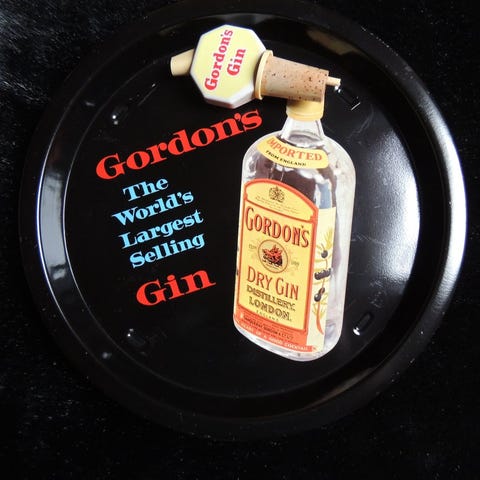 Gordon's
Gin
Gordon's
The
World's
Largest
Selling
Gin
IMPORTED
FROM ENGLAND
GORDON'S
DRY GIN
DISTILLERY,
LONDON.